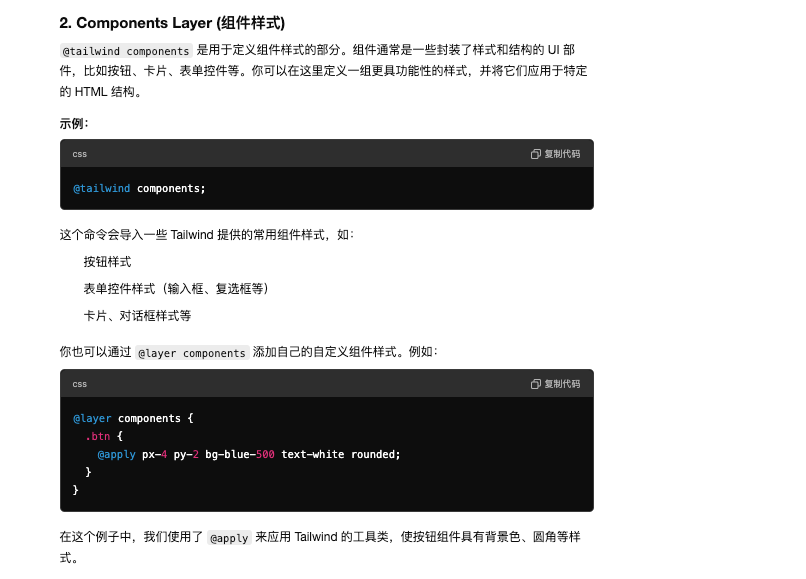 2. Components Layer (组件样式)
@tailwind components 是用于定义组件样式的部分。组件通常是一些封装了样式和结构的 UI 部
件，比如按钮、卡片、表单控件等。你可以在这里定义一组更具功能性的样式，并将它们应用于特定
的 HTML 结构。
示例：
css
复制代码
@tailwind components;
这个命令会导入一些 Tailwind 提供的常用组件样式，如：
按钮样式
表单控件样式（输入框、复选框等）
卡片、对话框样式等
你也可以通过 @layer components 添加自己的自定义组件样式。例如：
css
复制代码
@layer components {
  .btn {
    @apply px-4 py-2 bg-blue-500 text-white rounded;
  }
}
在这个例子中，我们使用了 @apply 来应用 Tailwind 的工具类，使按钮组件具有背景色、圆角等样
式。